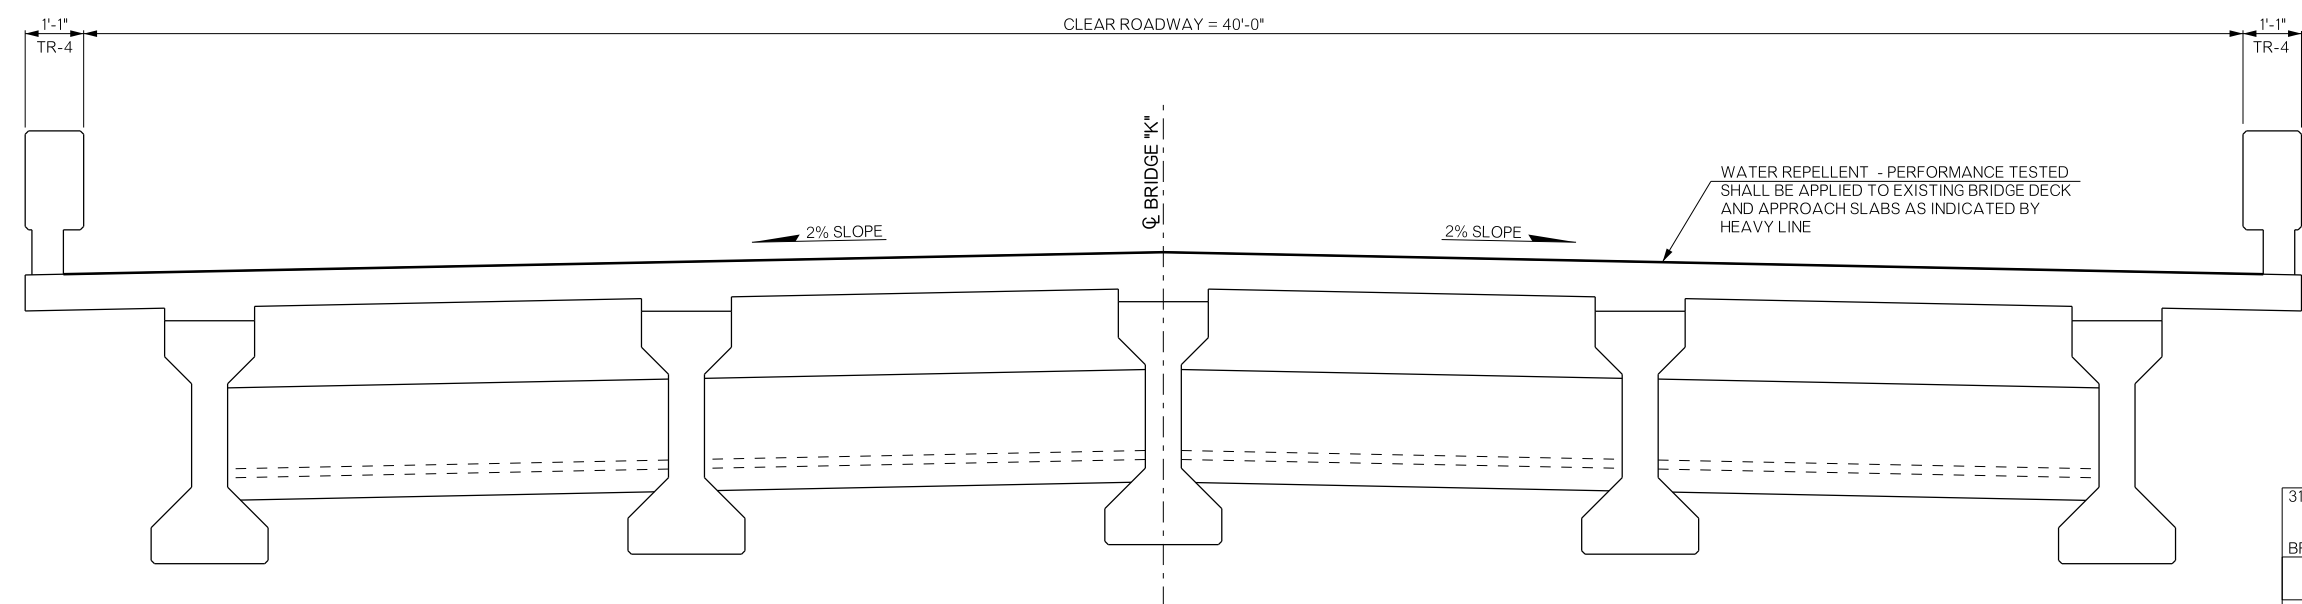 1'-1"
CLEAR ROADWAY = 40'-0"
1'-1"
TR-4
TR-4
℄ BRIDGE "K"
WATER REPELLENT - PERFORMANCE TESTED
SHALL BE APPLIED TO EXISTING BRIDGE DECK
AND APPROACH SLABS AS INDICATED BY
HEAVY LINE
2% SLOPE
2% SLOPE